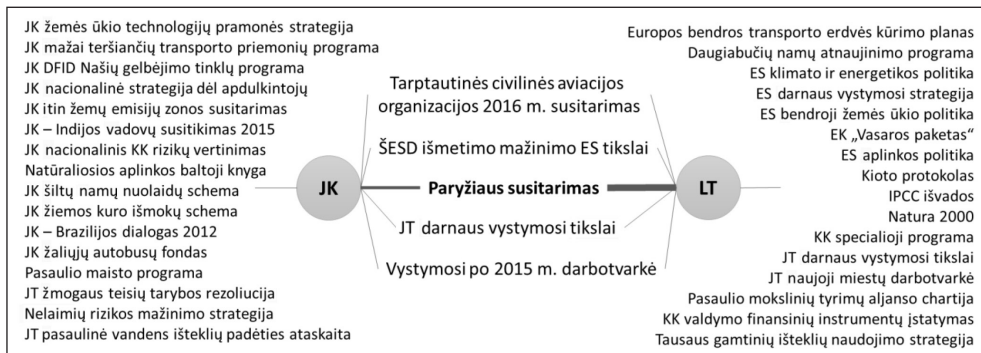 JK žemės ūkio technologijų pramonės strategija
JK mažai teršiančių transporto priemonių programa
JK DFID Našių gelbėjimo tinklų programa
JK nacionalinė strategija dėl apdulkintojų
JK itin žemų emisijų zonos susitarimas
JK – Indijos vadovų susitikimas 2015
JK nacionalinis KK rizikų vertinimas
Natūraliosios aplinkos baltoji knyga
JK šiltų namų nuolaidų schema
JK žiemos kuro išmokų schema
JK – Brazilijos dialogas 2012
JK žaliųjų autobusų fondas
Pasaulio maisto programa
JT žmogaus teisių tarybos rezoliucija
Nelaimių rizikos mažinimo strategija
JT pasaulinė vandens išteklių padėties ataskaita
JK
Tarptautinės civilinės aviacijos
organizacijos 2016 m. susitarimas
ŠESD išmetimo mažinimo ES tikslai
Paryžiaus susitarimas
JT darnaus vystymosi tikslai
Vystymosi po 2015 m. darbotvarkė
LT
Europos bendros transporto erdvės kūrimo planas
Daugiabučių namų atnaujinimo programa
ES klimato ir energetikos politika
ES darnaus vystymosi strategija
ES bendroji žemės ūkio politika
EK „Vasaros paketas“
ES aplinkos politika
Kioto protokolas
IPCC išvados
Natura 2000
KK specialioji programa
JT darnaus vystymosi tikslai
JT naujoji miestų darbotvarkė
Pasaulio mokslinių tyrimų aljanso chartija
KK valdymo finansinių instrumentų įstatymas
Tausaus gamtinių išteklių naudojimo strategija